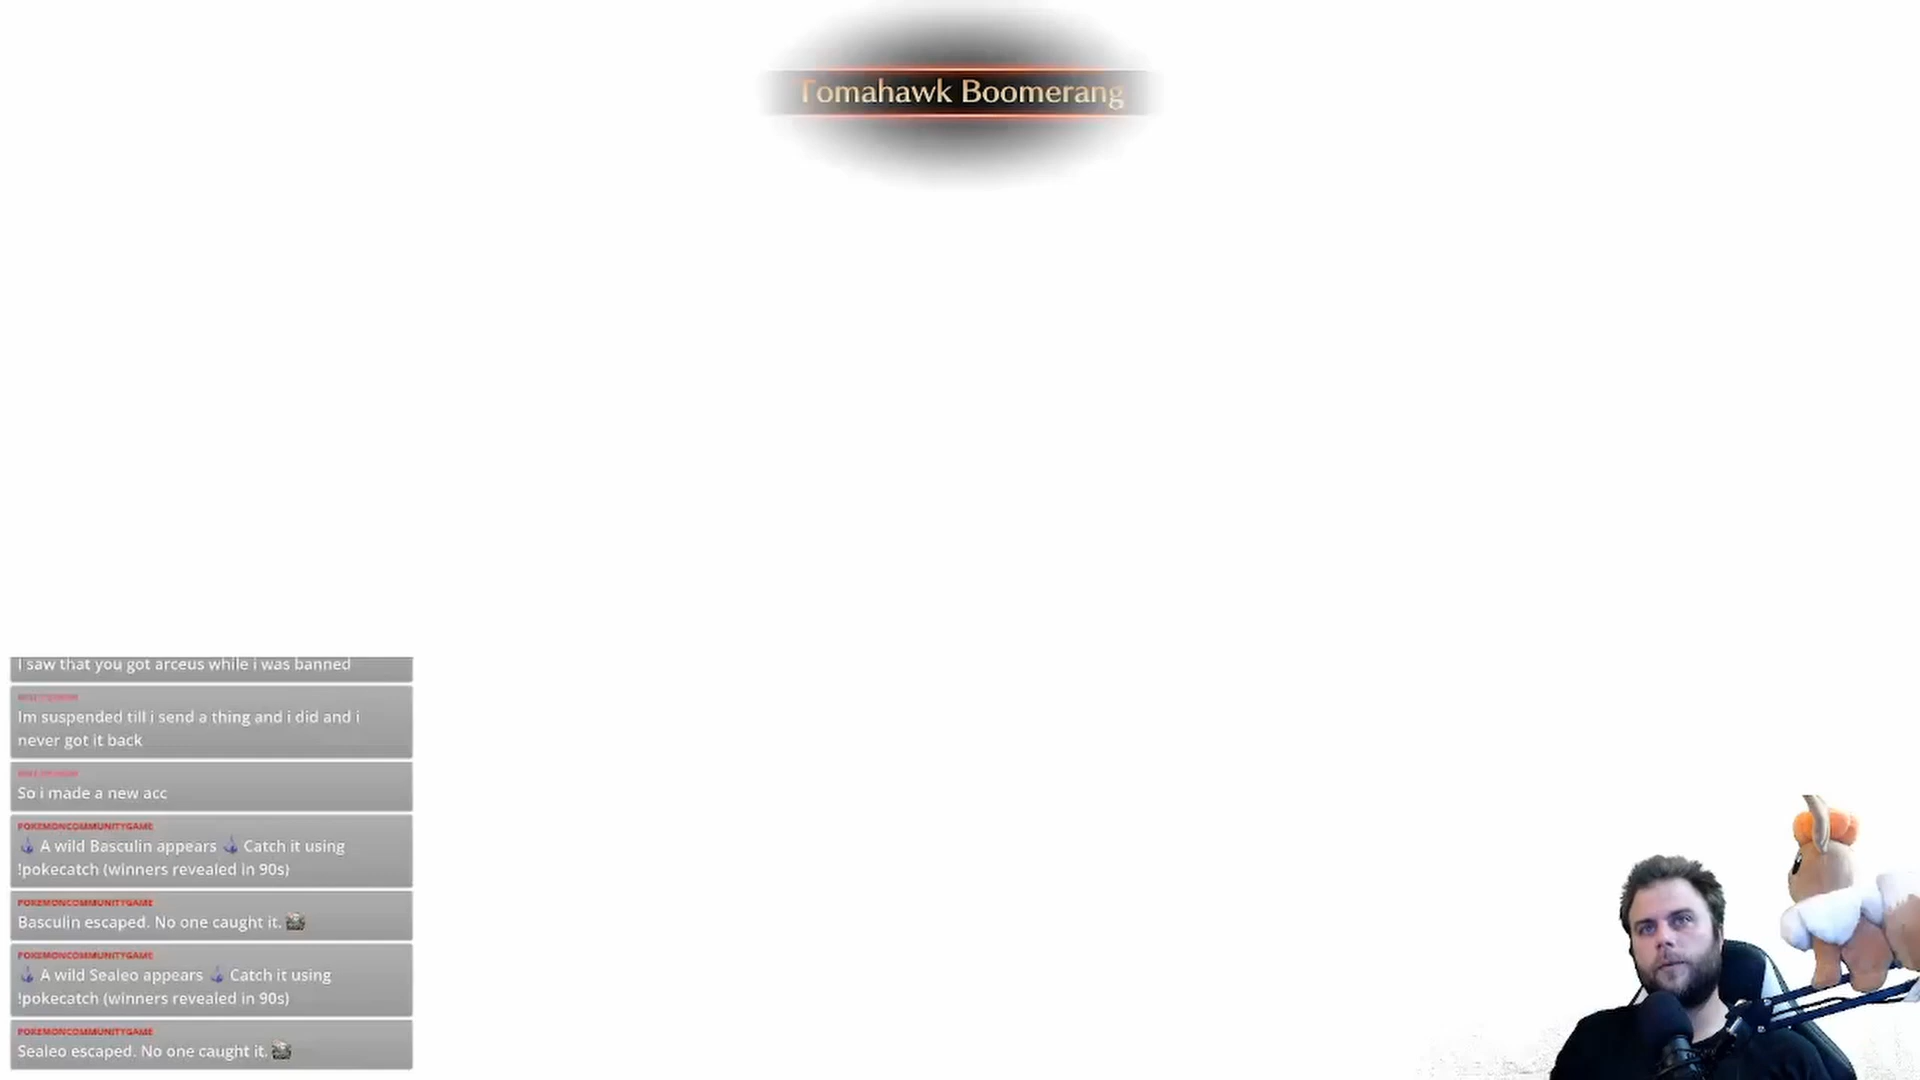 Tomahawk Boomerang
I saw that you got arceus while i was banned
Im suspended till i send a thing and i did and i
never got it back
So i made a new acc
POKEMONCOMMUNITYGAME
A wild Basculin appears Catch it using
!pokecatch (winners revealed in 90s)
POKEMONCOMMUNITYGAME
Basculin escaped. No one caught it.
POKEMONCOMMUNITYGAME
A wild Sealeo appears Catch it using
!pokecatch (winners revealed in 90s)
POKEMONCOMMUNITYGAME
Sealeo escaped. No one caught it.